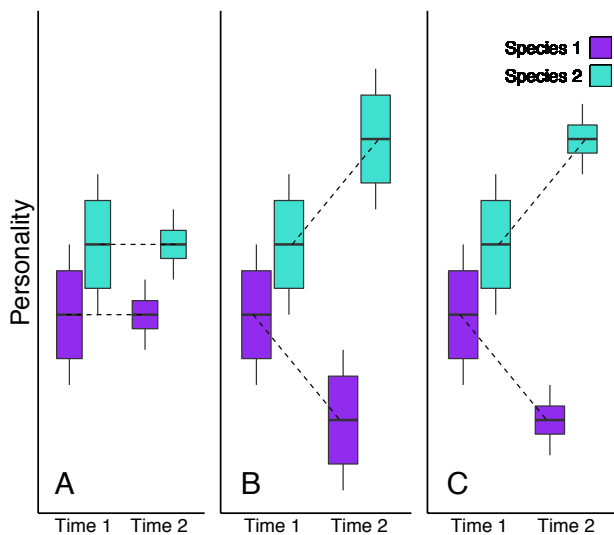 Species 1
Species 2
Personality
A
B
C
Time 1 Time 2
Time 1 Time 2
Time 1 Time 2